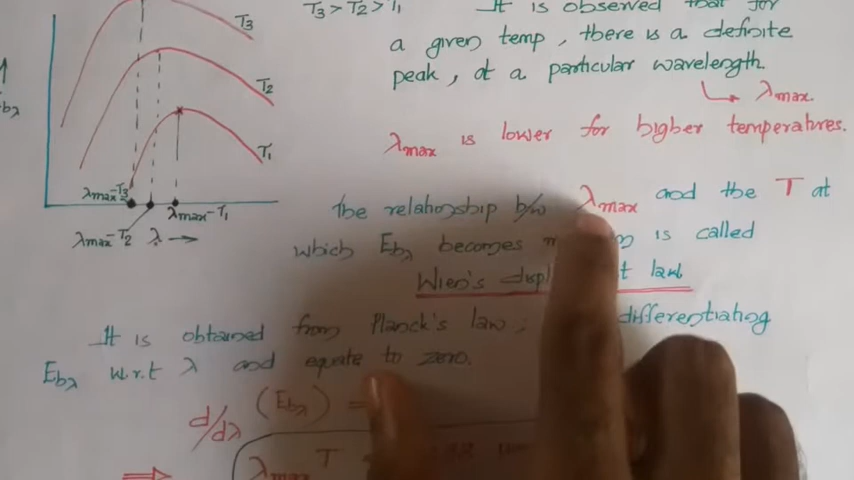 T3 > T2 > T1
It is observed that for
a given temp, there is a definite
peak, at a particular wavelength.
λmax.
λmax is lower for higher temperatures.
T3
T2
T1
Ebλ
λmax-T3
λmax-T1
λmax-T2 λ →
The relationship b/w λmax and the T at
which Ebλ becomes is called
Wien's law
It is obtained from Planck's law, differentiating
Ebλ w.r.t λ and equate to zero.
d/dλ (Ebλ) =
⇒ λmax T